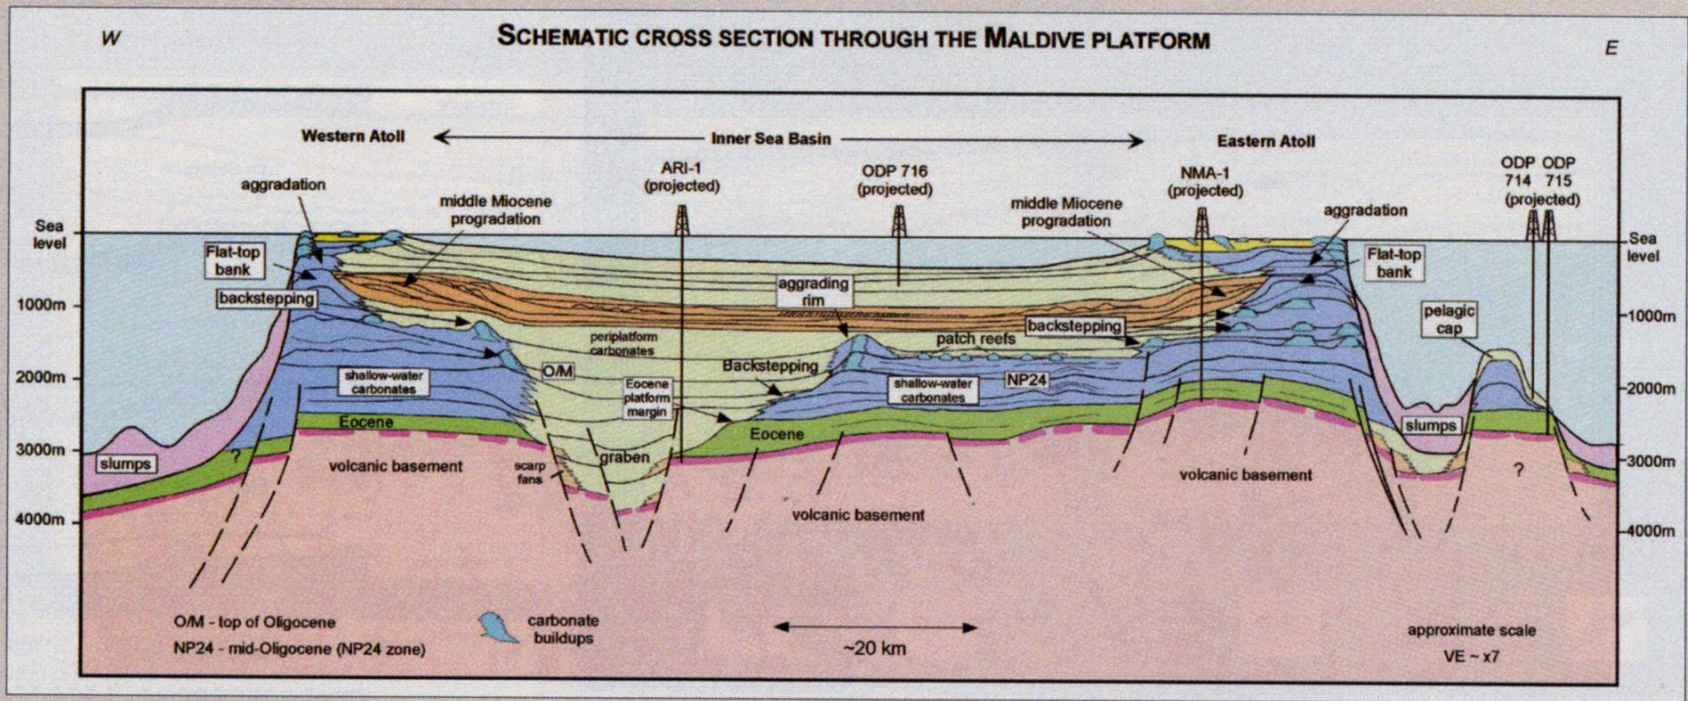 W
SCHEMATIC CROSS SECTION THROUGH THE MALDIVE PLATFORM
E
Western Atoll
Inner Sea Basin
Eastern Atoll
ARI-1
(projected)
ODP 716
(projected)
NMA-1
(projected)
ODP ODP
714 715
(projected)
aggradation
middle Miocene
progradation
middle Miocene
progradation
aggradation
Sea
level
Sea
level
Flat-top
bank
Flat-top
bank
backstepping
aggrading
rim
1000m
1000m
pelagic
cap
periplatform
carbonates
backstepping
patch reefs
O/M
Backstepping
NP24
2000m
2000m
shallow-water
carbonates
Eocene
platform
margin
shallow-water
carbonates
Eocene
Eocene
slumps
slumps
3000m
3000m
?
volcanic basement
scarp
fans
graben
volcanic basement
?
volcanic basement
4000m
4000m
O/M - top of Oligocene
NP24 - mid-Oligocene (NP24 zone)
carbonate
buildups
~20 km
approximate scale
VE ~ x7